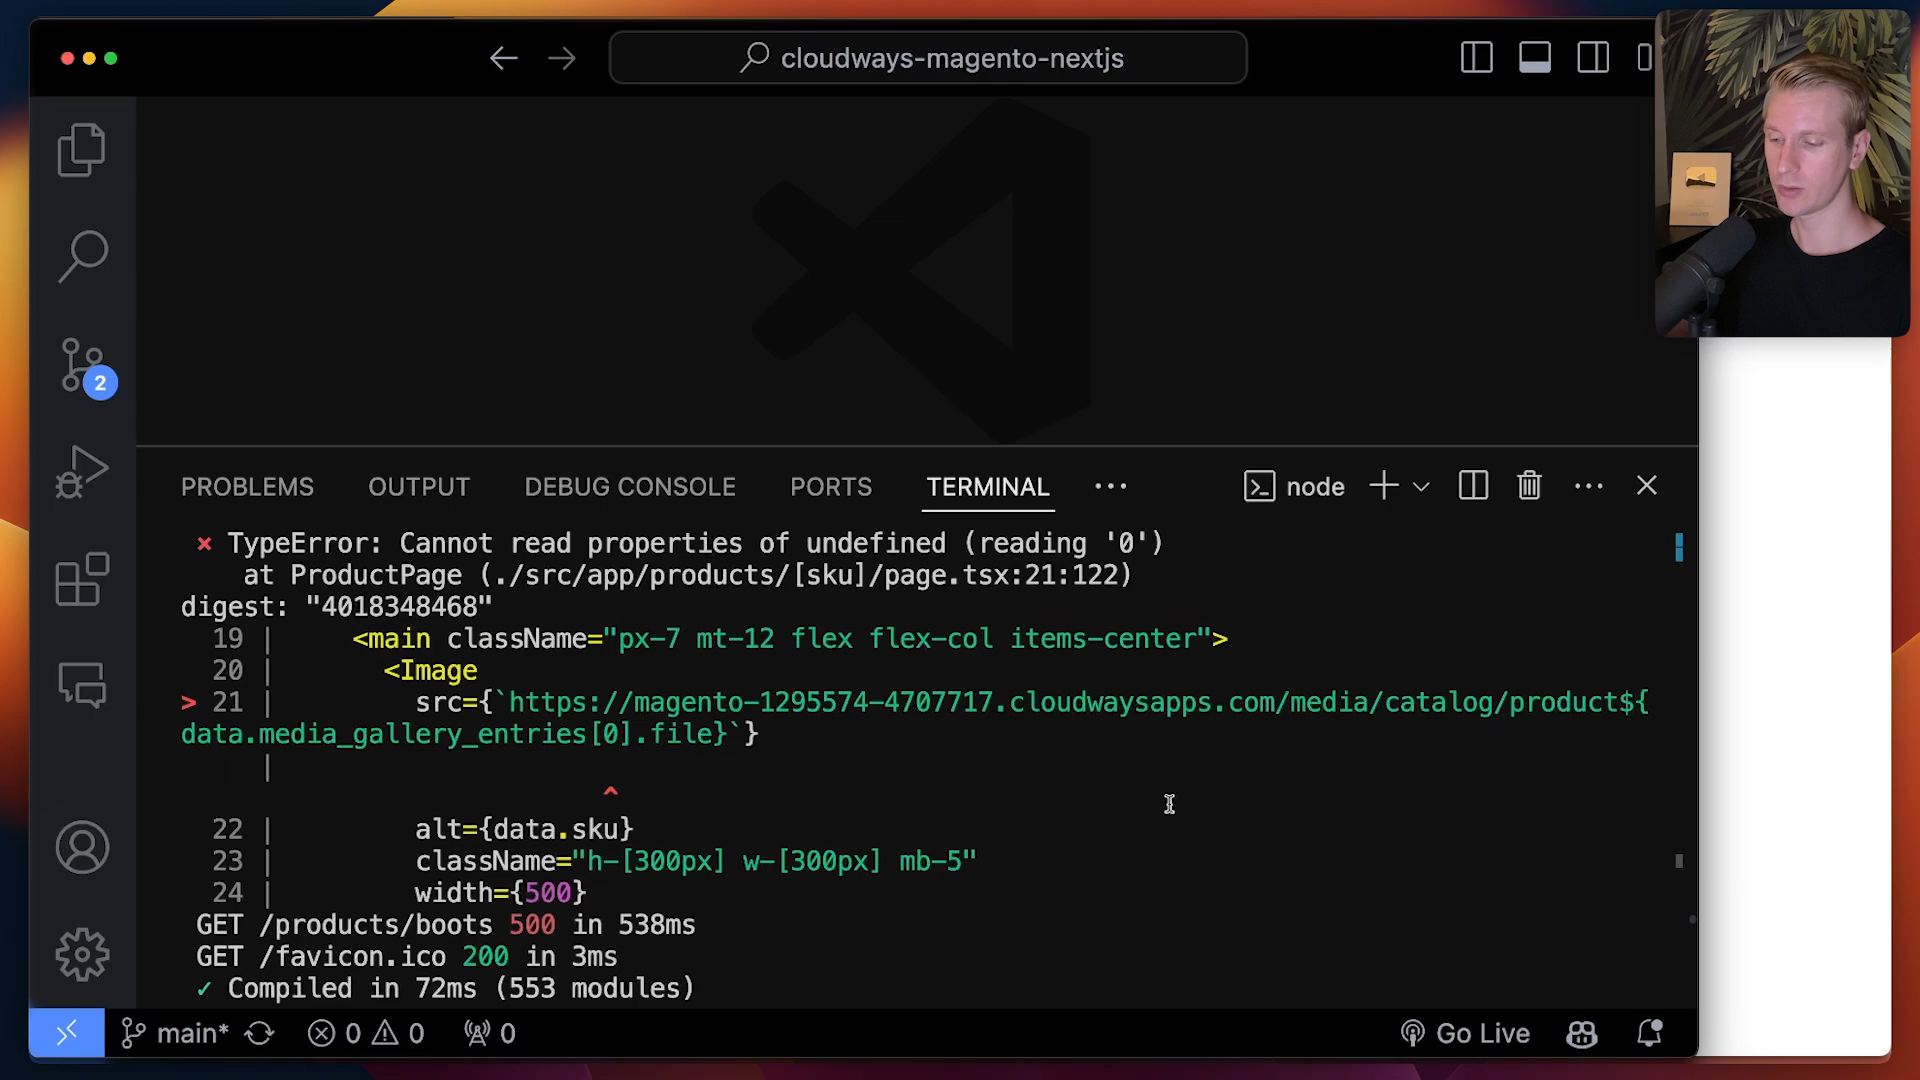 cloudways-magento-nextjs
2
PROBLEMS OUTPUT DEBUG CONSOLE PORTS TERMINAL ··· node
× TypeError: Cannot read properties of undefined (reading '0')
at ProductPage (./src/app/products/[sku]/page.tsx:21:122)
digest: "4018348468"
19 | <main className="px-7 mt-12 flex flex-col items-center">
20 | <Image
> 21 | src={`https://magento-1295574-4707717.cloudwaysapps.com/media/catalog/product${
data.media_gallery_entries[0].file}`}
|
^
22 | alt={data.sku}
23 | className="h-[300px] w-[300px] mb-5"
24 | width={500}
GET /products/boots 500 in 538ms
GET /favicon.ico 200 in 3ms
✓ Compiled in 72ms (553 modules)
main* 0 0 0 Go Live